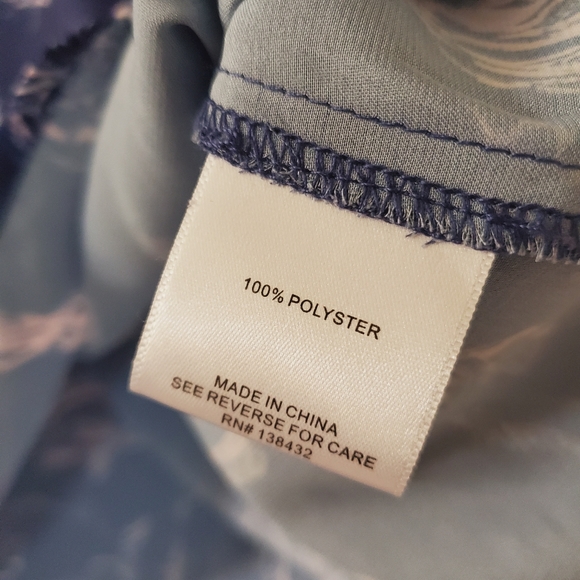 100% POLYSTER
MADE IN CHINA
SEE REVERSE FOR CARE
RN# 138432